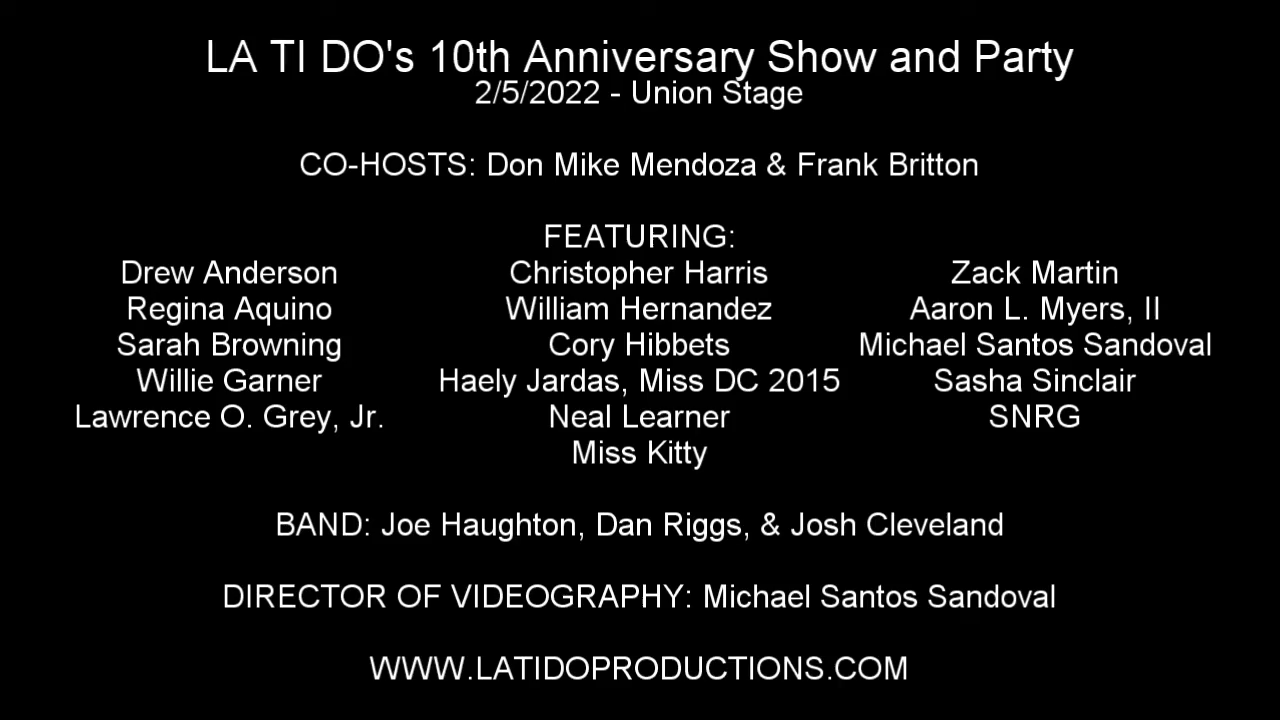 LA TI DO's 10th Anniversary Show and Party
2/5/2022 - Union Stage
CO-HOSTS: Don Mike Mendoza & Frank Britton
FEATURING:
Drew Anderson
Regina Aquino
Sarah Browning
Willie Garner
Lawrence O. Grey, Jr.
Christopher Harris
William Hernandez
Cory Hibbets
Haely Jardas, Miss DC 2015
Neal Learner
Miss Kitty
Zack Martin
Aaron L. Myers, II
Michael Santos Sandoval
Sasha Sinclair
SNRG
BAND: Joe Haughton, Dan Riggs, & Josh Cleveland
DIRECTOR OF VIDEOGRAPHY: Michael Santos Sandoval
WWW.LATIDOPRODUCTIONS.COM